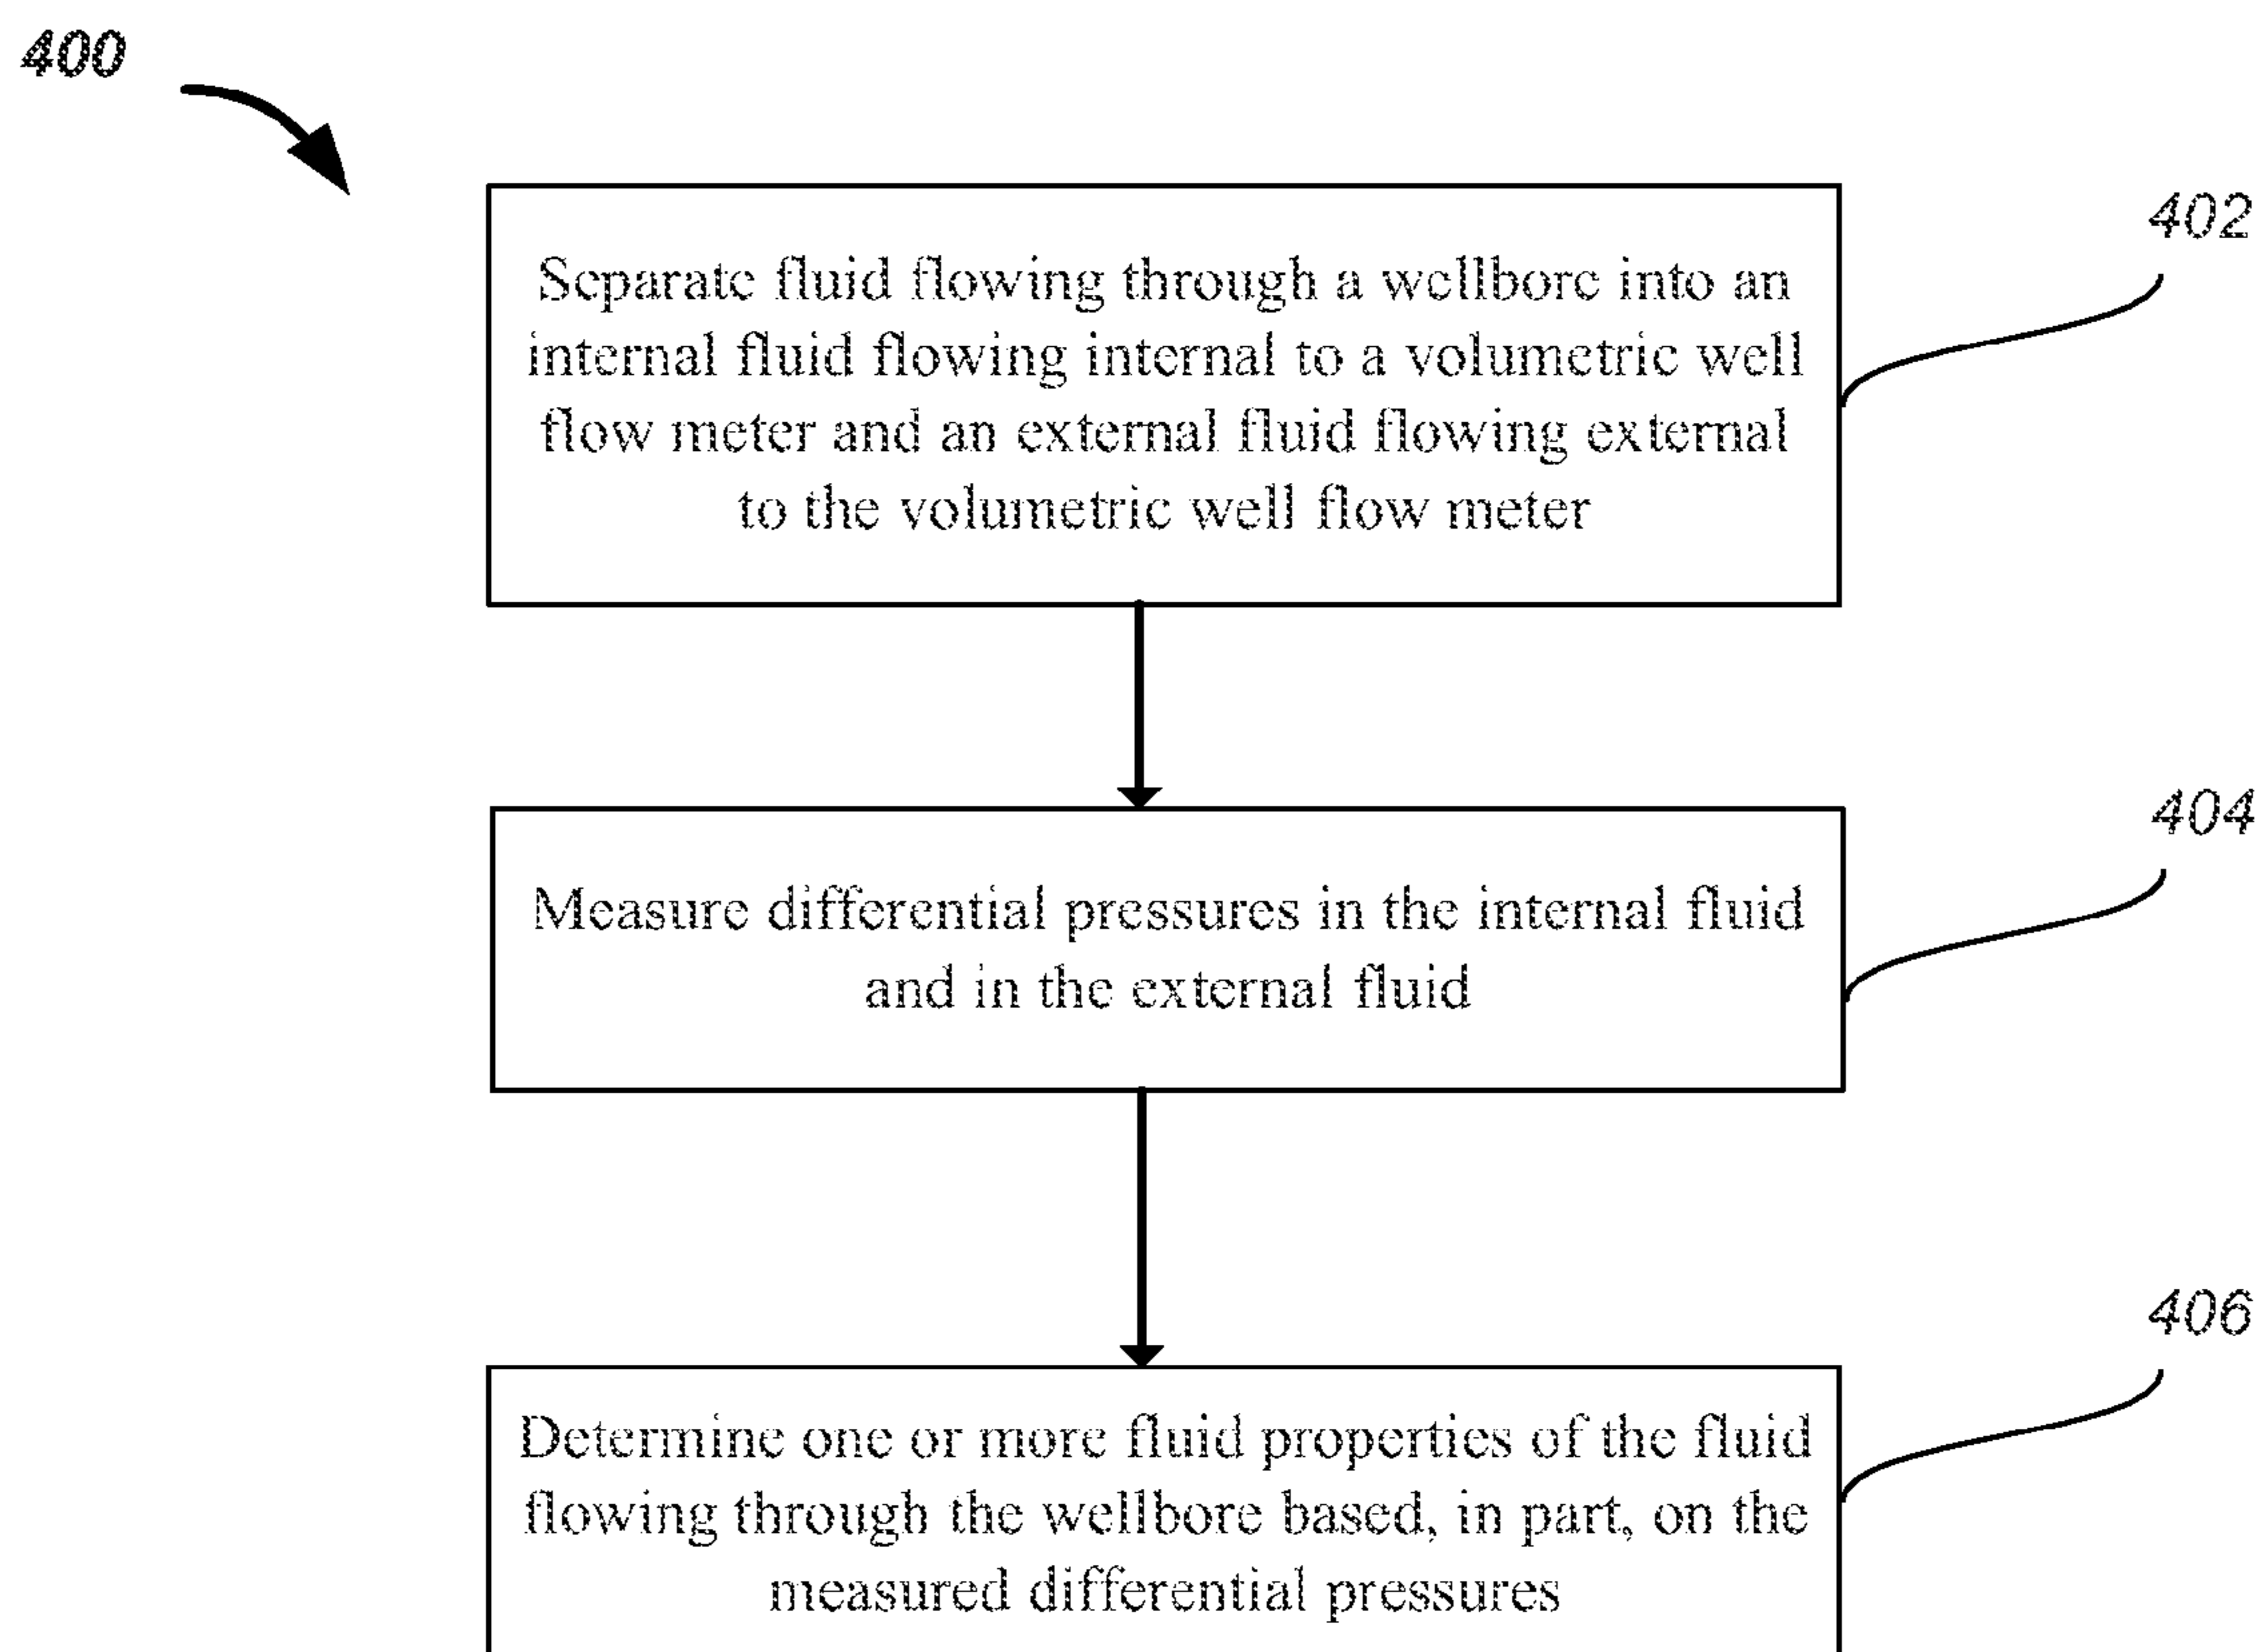 400
402
Separate fluid flowing through a wellbore into an
internal fluid flowing internal to a volumetric well
flow meter and an external fluid flowing external
to the volumetric well flow meter
404
Measure differential pressures in the internal fluid
and in the external fluid
406
Determine one or more fluid properties of the fluid
flowing through the wellbore based, in part, on the
measured differential pressures